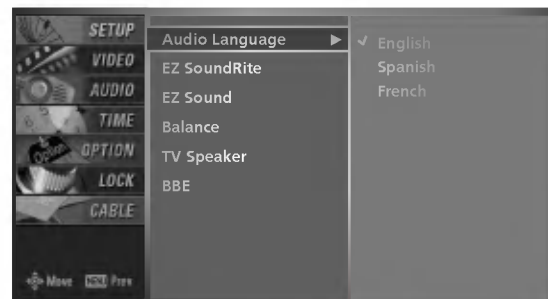 SETUP
VIDEO
AUDIO
TIME
OPTION
LOCK
CABLE
Move MENU Prev
Audio Language
EZ SoundRite
EZ Sound
Balance
TV Speaker
BBE
English
Spanish
French